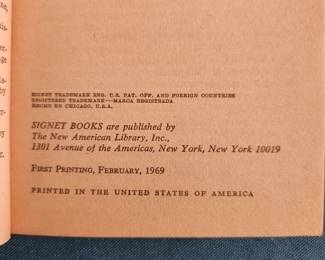 SIGNET TRADEMARK REG. U.S. PAT. OFF. AND FOREIGN COUNTRIES
REGISTERED TRADEMARK—MARCA REGISTRADA
HECHO EN CHICAGO, U.S.A.
SIGNET BOOKS are published by
The New American Library, Inc.,
1301 Avenue of the Americas, New York, New York 10019
FIRST PRINTING, FEBRUARY, 1969
PRINTED IN THE UNITED STATES OF AMERICA